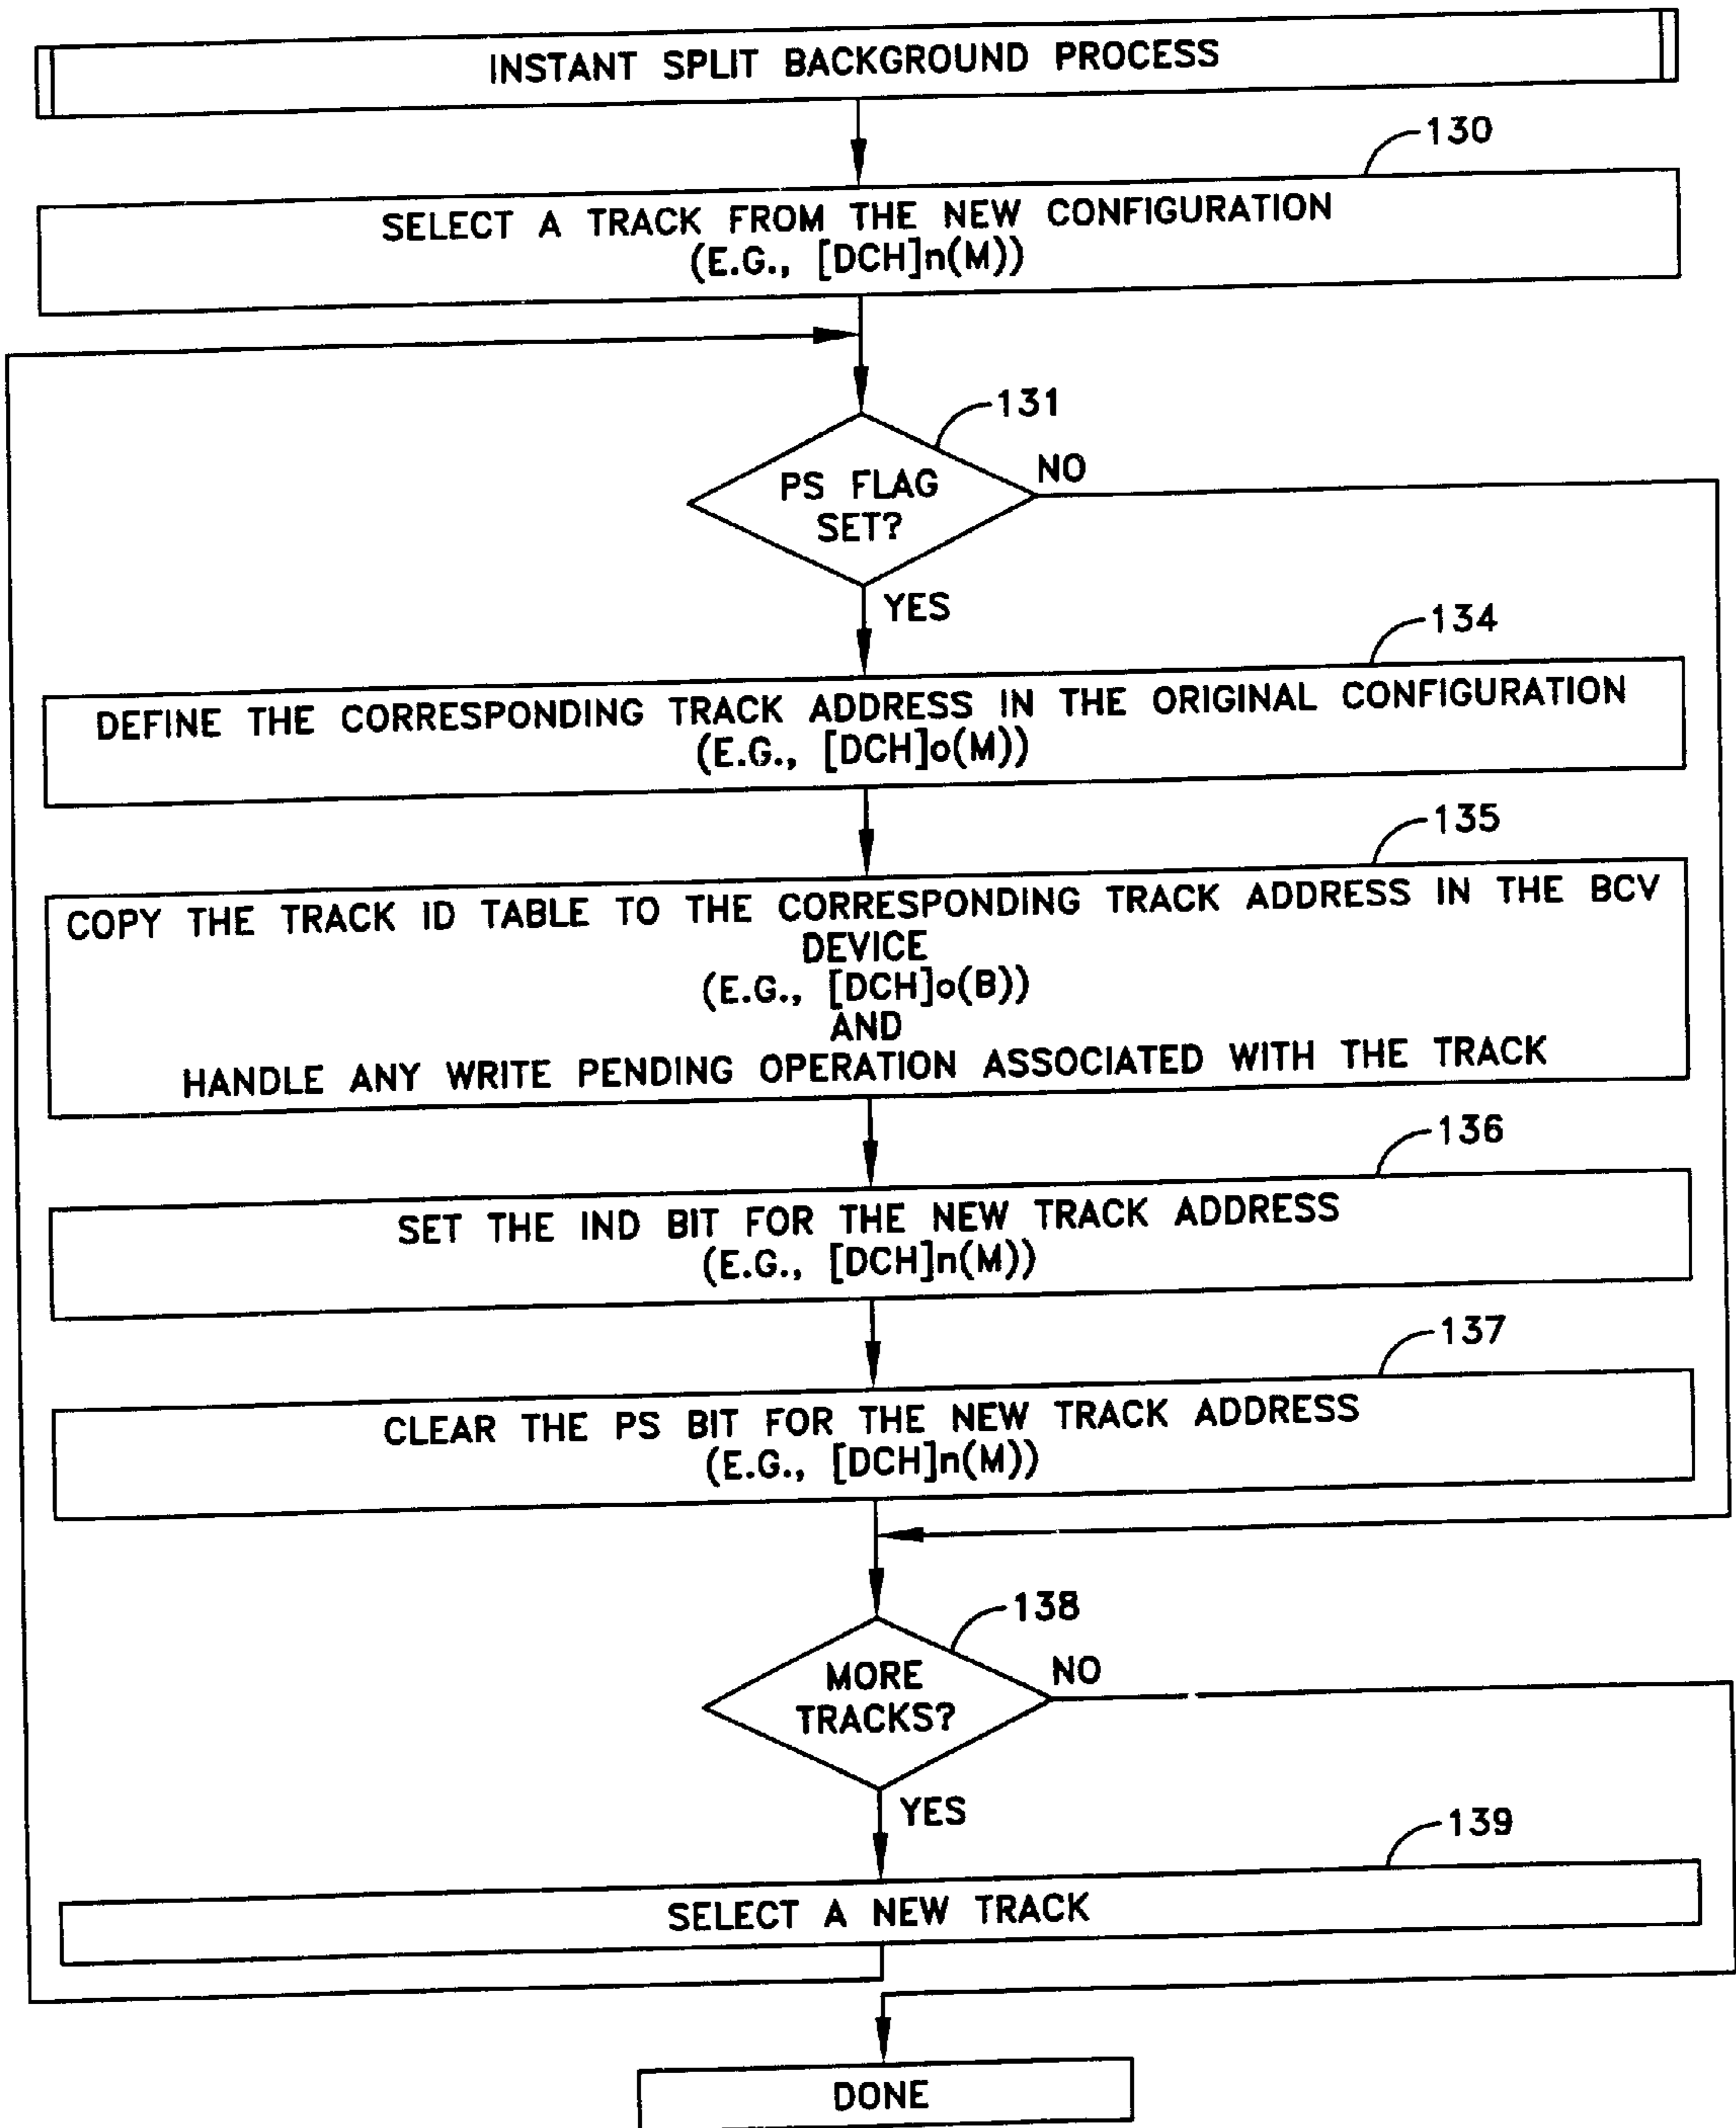 INSTANT SPLIT BACKGROUND PROCESS
130
SELECT A TRACK FROM THE NEW CONFIGURATION
(E.G., [DCH]n(M))
131
PS FLAG
SET?
NO
YES
134
DEFINE THE CORRESPONDING TRACK ADDRESS IN THE ORIGINAL CONFIGURATION
(E.G., [DCH]o(M))
135
COPY THE TRACK ID TABLE TO THE CORRESPONDING TRACK ADDRESS IN THE BCV
DEVICE
(E.G., [DCH]o(B))
AND
HANDLE ANY WRITE PENDING OPERATION ASSOCIATED WITH THE TRACK
136
SET THE IND BIT FOR THE NEW TRACK ADDRESS
(E.G., [DCH]n(M))
137
CLEAR THE PS BIT FOR THE NEW TRACK ADDRESS
(E.G., [DCH]n(M))
138
MORE
TRACKS?
NO
YES
139
SELECT A NEW TRACK
DONE